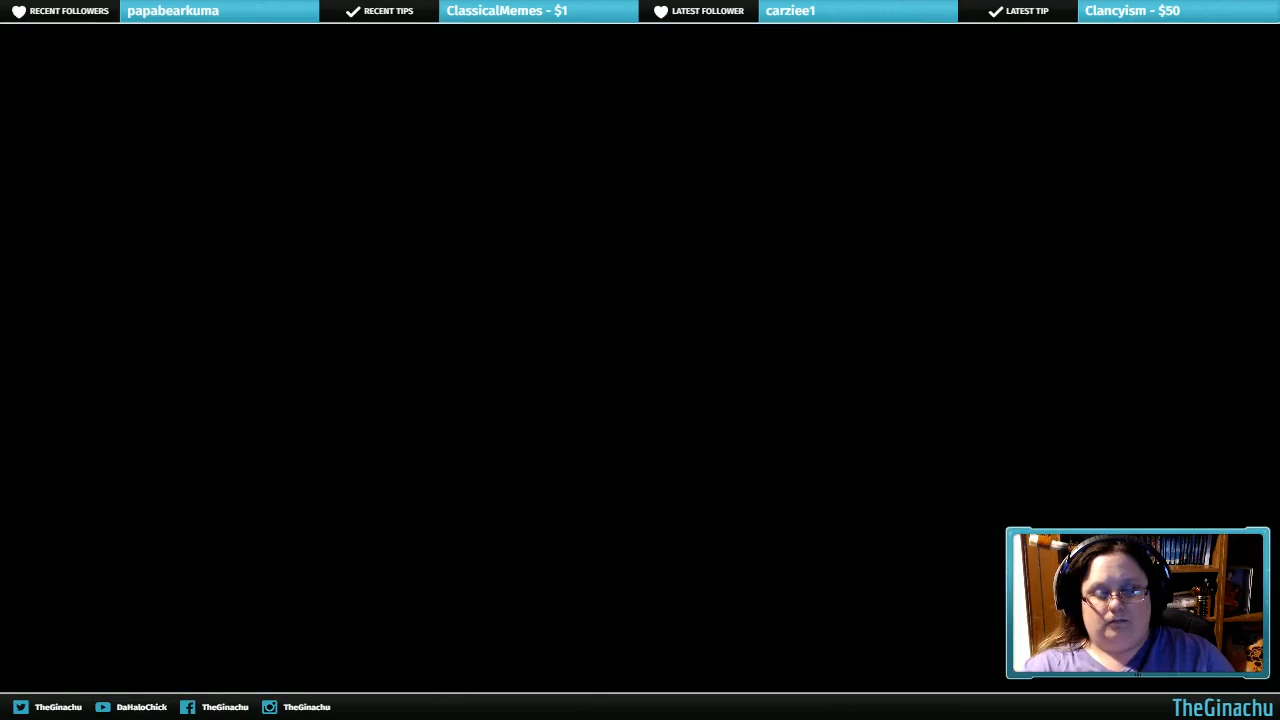 RECENT FOLLOWERS papabearkuma RECENT TIPS ClassicalMemes - $1 LATEST FOLLOWER carziee1 LATEST TIP Clancyism - $50
TheGinachu DaHaloChick TheGinachu TheGinachu TheGinachu